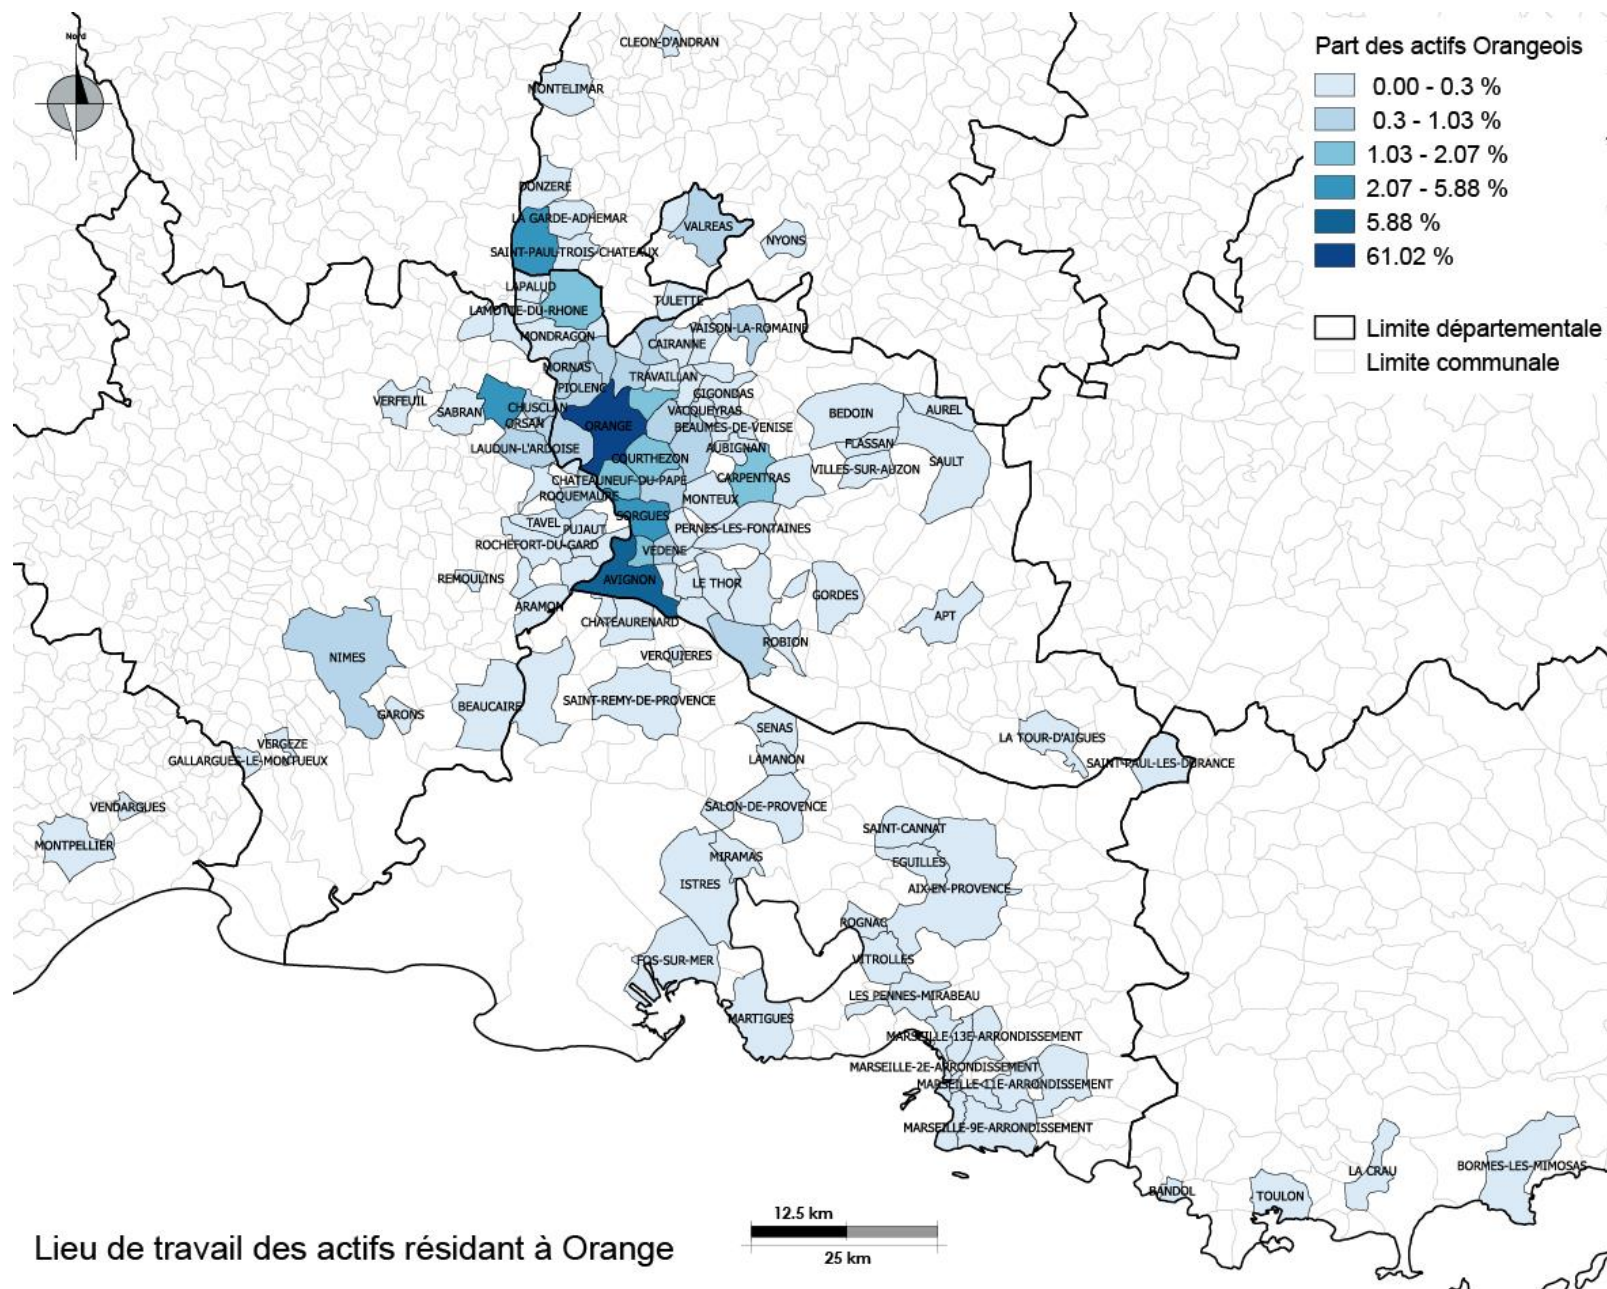 Nord
CLEON-D'ANDRAN
Part des actifs Orangeois
MONTELIMAR
0.00 - 0.3 %
0.3 - 1.03 %
1.03 - 2.07 %
2.07 - 5.88 %
5.88 %
61.02 %
DONZERE
LA GARDE-ADHEMAR
VALREAS
NYONS
SAINT-PAUL-TROIS-CHATEAUX
LAPALUD
TULETTE
LAMOTTE-DU-RHONE
VAISON-LA-ROMAINE
Limite départementale
MONDRAGON
CAIRANNE
Limite communale
MORNAS
TRAVAILLAN
PIOLENC
GIGONDAS
VERFEUIL
SABRAN
CHUSCLAN
VACQUEYRAS
BEDOIN
AUREL
ORSAN
ORANGE
BEAUMES-DE-VENISE
LAUDUN-L'ARDOISE
AUBIGNAN
FLASSAN
COURTHEZON
VILLES-SUR-AUZON
SAULT
CHATEAUNEUF-DU-PAPE
CARPENTRAS
ROQUEMAURE
MONTEUX
SORGUES
TAVEL
PUJAUT
PERNES-LES-FONTAINES
ROCHEFORT-DU-GARD
VEDENE
REMOULINS
AVIGNON
LE THOR
GORDES
ARAMON
APT
CHATEAURENARD
ROBION
NIMES
VERQUIERES
SAINT-REMY-DE-PROVENCE
BEAUCAIRE
GARONS
SENAS
LA TOUR-D'AIGUES
VERGEZE
GALLARGUES-LE-MONTUEUX
LAMANON
SAINT-PAUL-LES-DURANCE
VENDARGUES
SALON-DE-PROVENCE
SAINT-CANNAT
MONTPELLIER
MIRAMAS
EGUILLES
ISTRES
AIX-EN-PROVENCE
ROGNAC
FOS-SUR-MER
VITROLLES
LES PENNES-MIRABEAU
MARTIGUES
MARSEILLE-13E-ARRONDISSEMENT
MARSEILLE-2E-ARRONDISSEMENT
MARSEILLE-11E-ARRONDISSEMENT
MARSEILLE-9E-ARRONDISSEMENT
BORMES-LES-MIMOSAS
LA CRAU
BANDOL
TOULON
12.5 km
25 km
Lieu de travail des actifs résidant à Orange